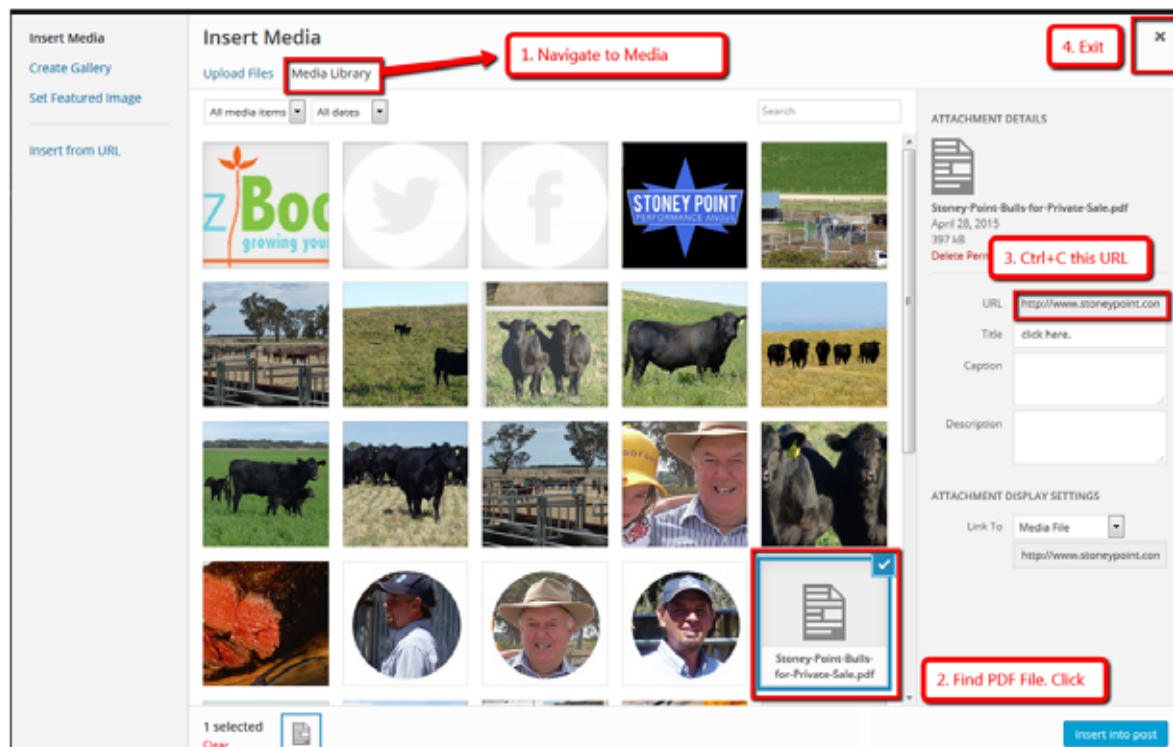 Insert Media
Create Gallery
Set Featured Image
Insert from URL
Insert Media
Upload Files
Media Library
1. Navigate to Media
4. Exit
×
All media items
All dates
Search
z Boo
growing your
STONEY POINT
PERFORMANCE ANGUS
Stoney-Point-Bulls-
for-Private-Sale.pdf
2. Find PDF File. Click
ATTACHMENT DETAILS
Stoney-Point-Bulls-for-Private-Sale.pdf
April 28, 2015
397 kB
Delete Perm
3. Ctrl+C this URL
URL
http://www.stoneypoint.con
Title
click here.
Caption
Description
ATTACHMENT DISPLAY SETTINGS
Link To
Media File
http://www.stoneypoint.con
1 selected
Clear
Insert into post